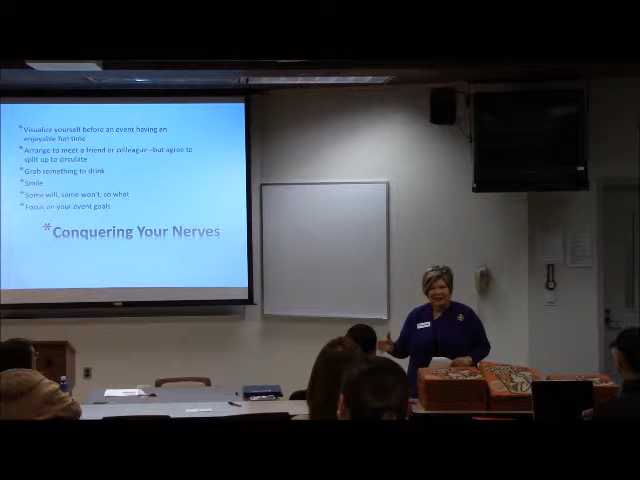 * Visualize yourself before an event having an
enjoyable fun time
* Arrange to meet a friend or colleague –but agree to
split up to circulate
* Grab something to drink
* Smile
* Some will, some won't, so what
* Focus on your event goals
* Conquering Your Nerves